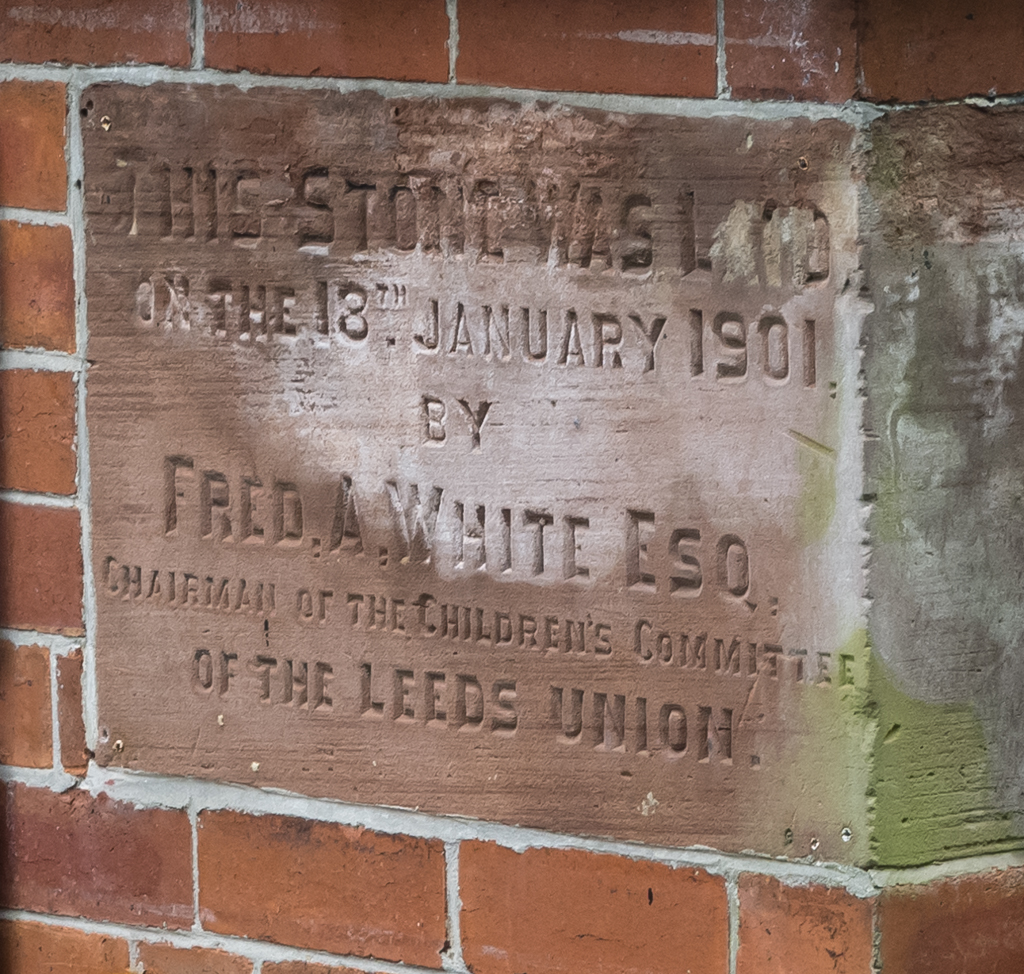 THIS STONE WAS LAID
ON THE 18TH. JANUARY 1901.
BY
FRED. A. WHITE ESQ.
CHAIRMAN OF THE CHILDREN'S COMMITTEE
OF THE LEEDS UNION.